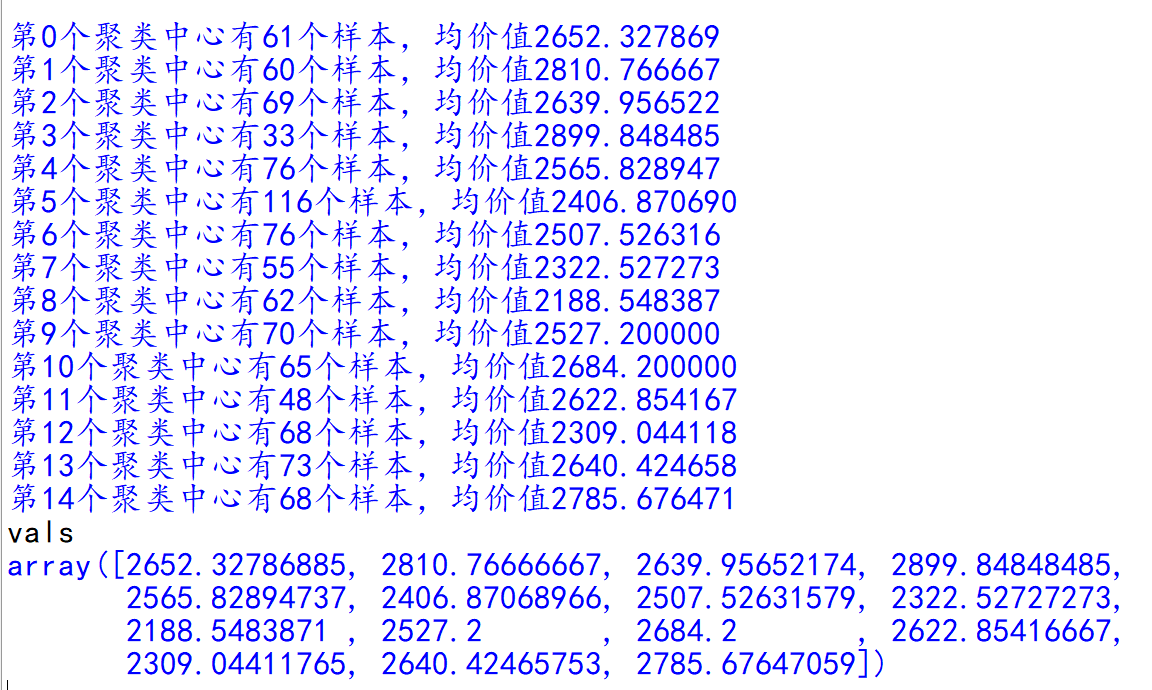 第0个聚类中心有61个样本，均价值2652.327869
第1个聚类中心有60个样本，均价值2810.766667
第2个聚类中心有69个样本，均价值2639.956522
第3个聚类中心有33个样本，均价值2899.848485
第4个聚类中心有76个样本，均价值2565.828947
第5个聚类中心有116个样本，均价值2406.870690
第6个聚类中心有76个样本，均价值2507.526316
第7个聚类中心有55个样本，均价值2322.527273
第8个聚类中心有62个样本，均价值2188.548387
第9个聚类中心有70个样本，均价值2527.200000
第10个聚类中心有65个样本，均价值2684.200000
第11个聚类中心有48个样本，均价值2622.854167
第12个聚类中心有68个样本，均价值2309.044118
第13个聚类中心有73个样本，均价值2640.424658
第14个聚类中心有68个样本，均价值2785.676471
vals
array([2652.32786885, 2810.76666667, 2639.95652174, 2899.84848485,
       2565.82894737, 2406.87068966, 2507.52631579, 2322.52727273,
       2188.5483871 , 2527.2       , 2684.2       , 2622.85416667,
       2309.04411765, 2640.42465753, 2785.67647059])